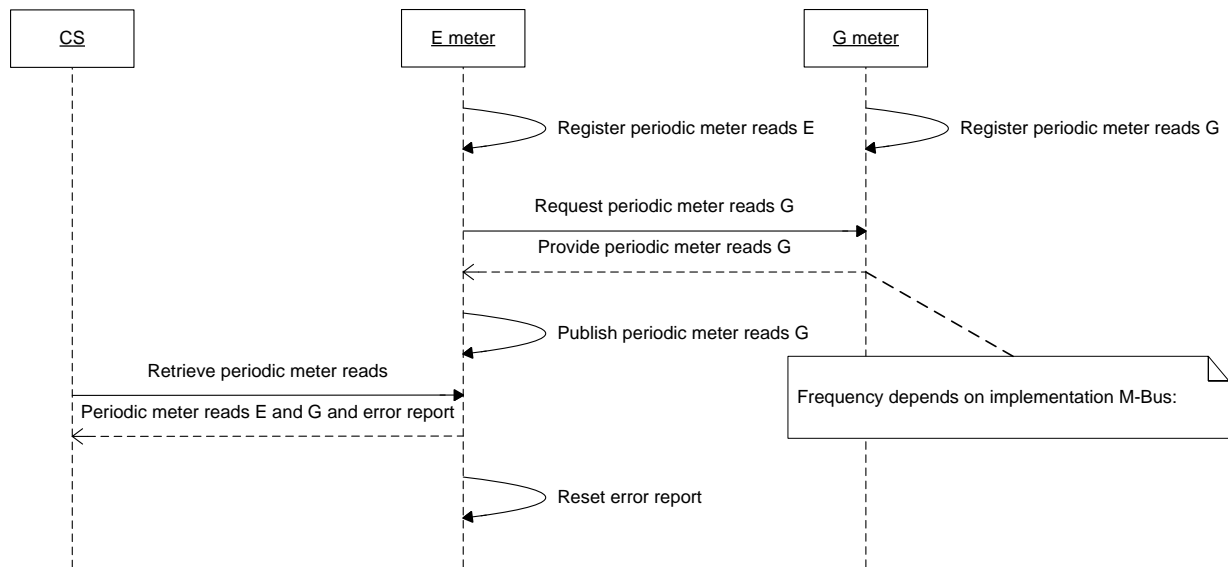 CS
E meter
G meter
Register periodic meter reads E
Register periodic meter reads G
Request periodic meter reads G
Provide periodic meter reads G
Publish periodic meter reads G
Retrieve periodic meter reads
Frequency depends on implementation M-Bus:
Periodic meter reads E and G and error report
Reset error report